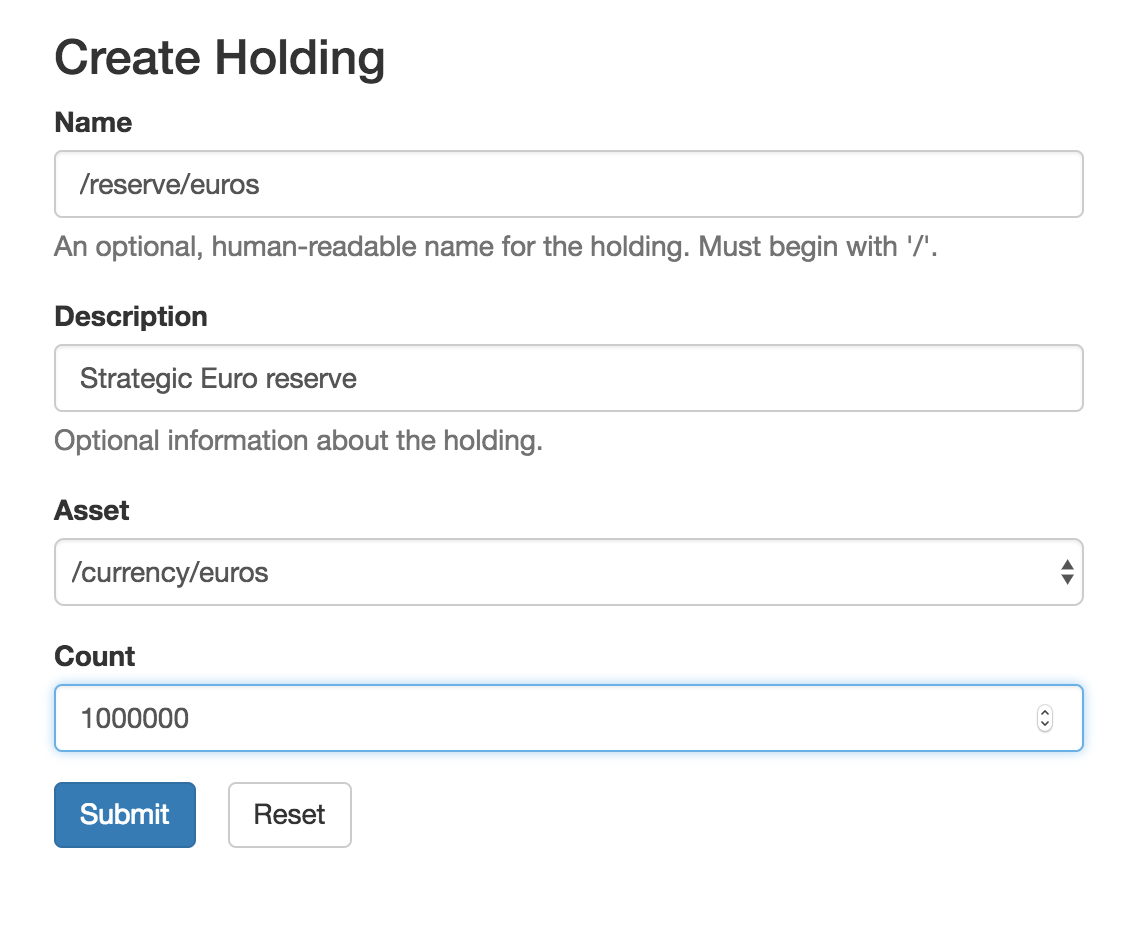 Create Holding
Name
/reserve/euros
An optional, human-readable name for the holding. Must begin with '/'.
Description
Strategic Euro reserve
Optional information about the holding.
Asset
/currency/euros
Count
1000000
Submit Reset